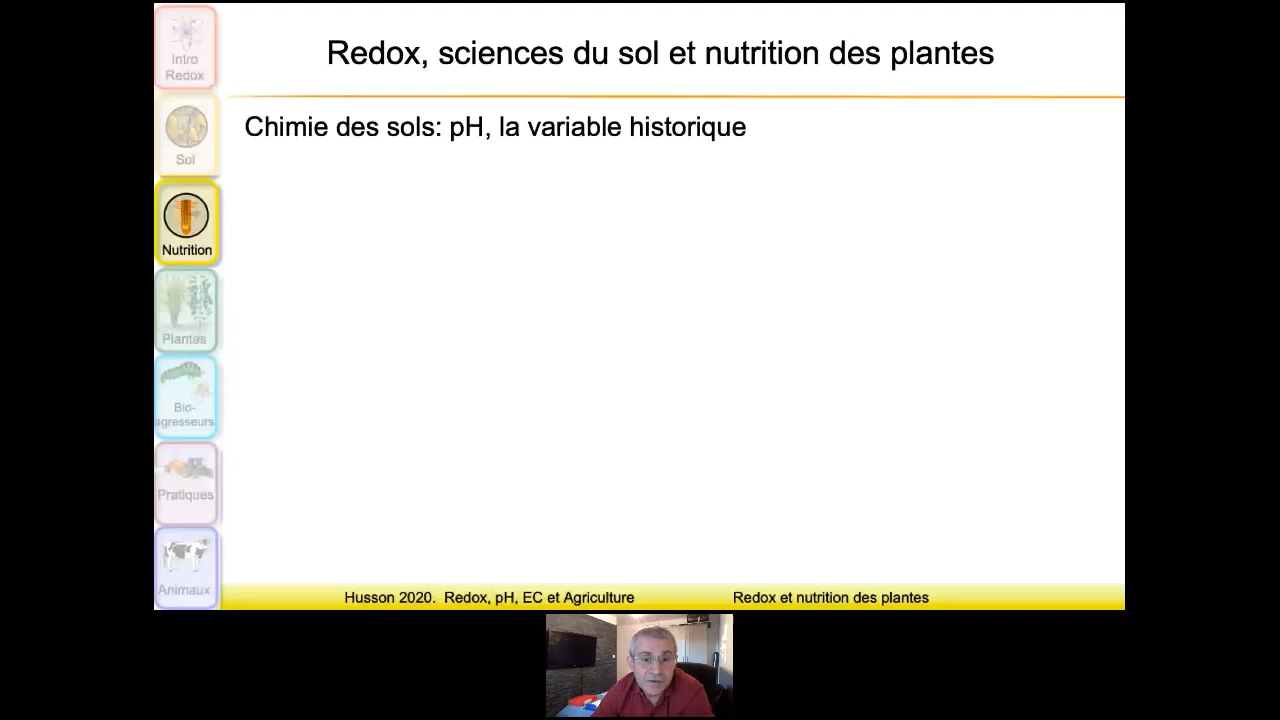 Redox, sciences du sol et nutrition des plantes
Chimie des sols: pH, la variable historique
Intro
Redox
Sol
Nutrition
Plantes
Bio-
agresseurs
Pratiques
Animaux
Husson 2020. Redox, pH, EC et Agriculture
Redox et nutrition des plantes